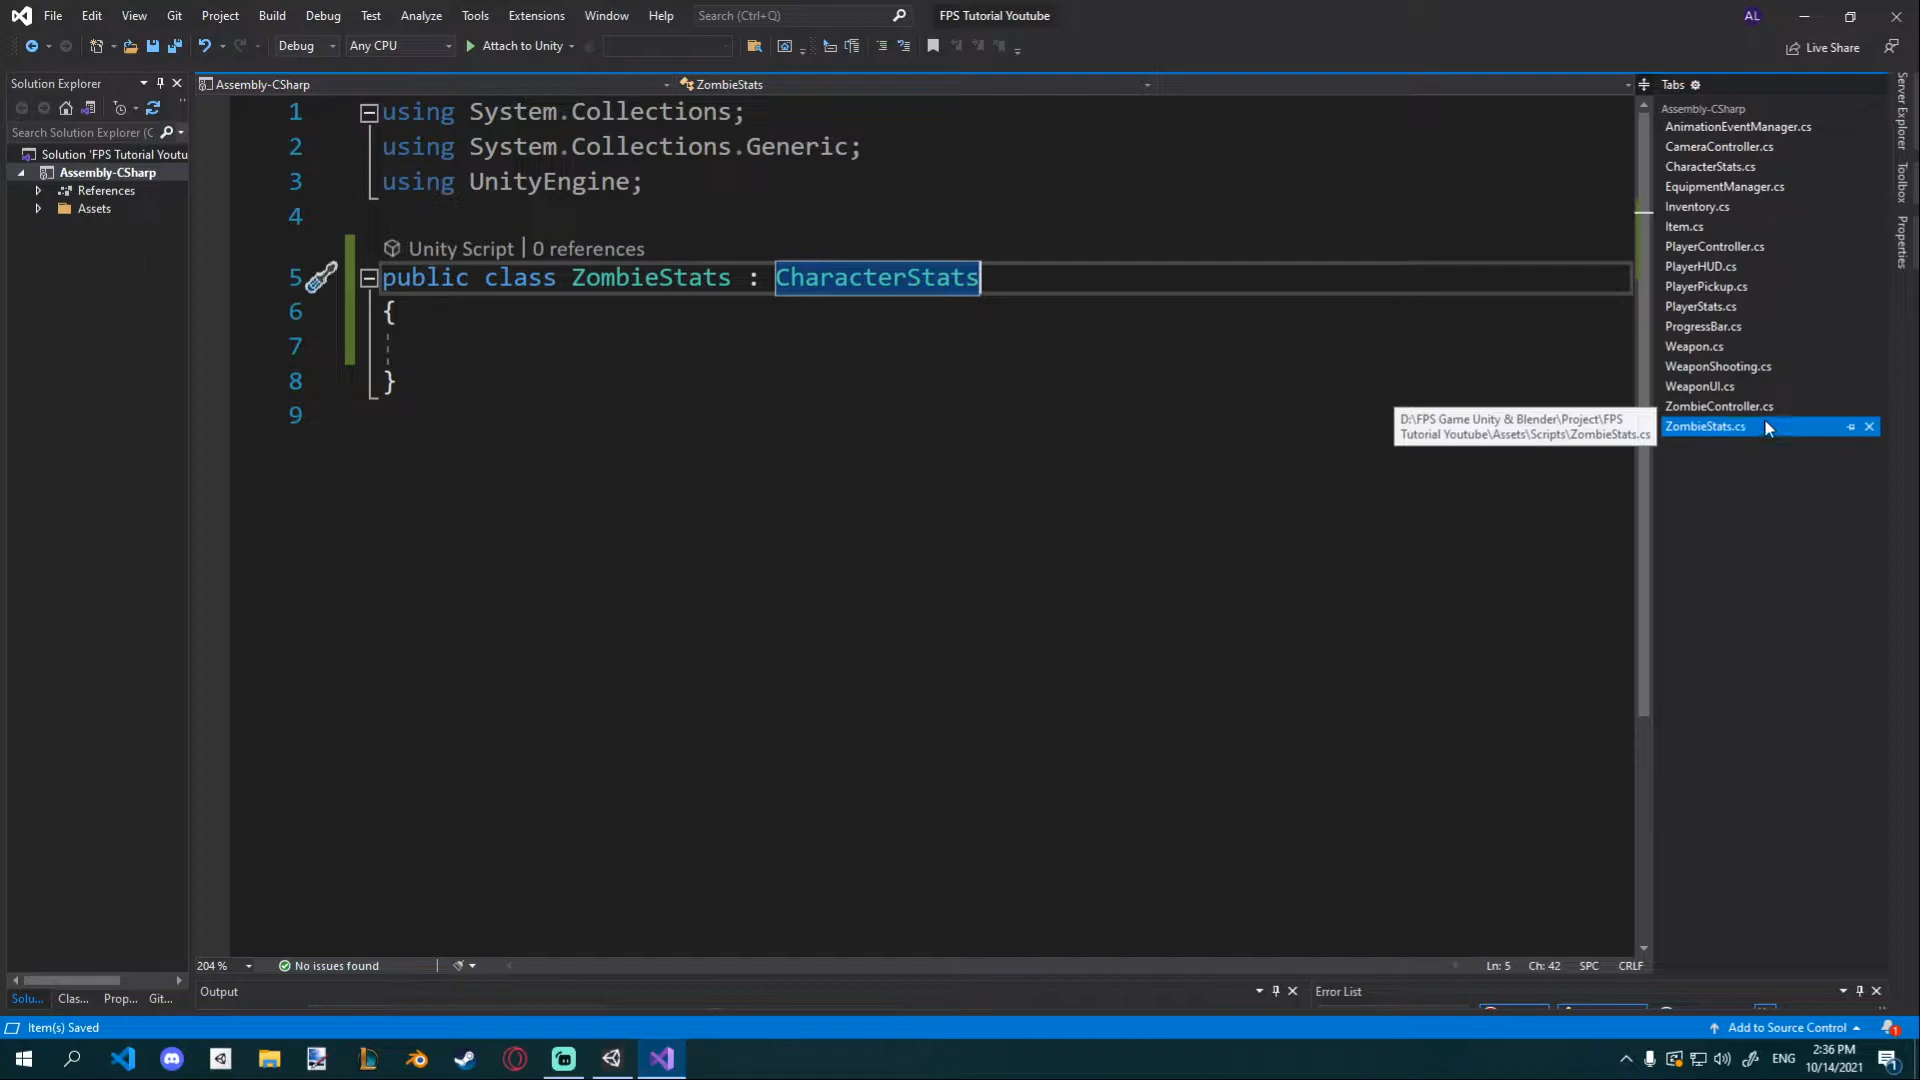 File Edit View Git Project Build Debug Test Analyze Tools Extensions Window Help Search (Ctrl+Q) FPS Tutorial Youtube AL
Debug Any CPU Attach to Unity Live Share
Solution Explorer
Search Solution Explorer (C
Solution 'FPS Tutorial Youtu
Assembly-CSharp
References
Assets
Assembly-CSharp ZombieStats
1 using System.Collections;
2 using System.Collections.Generic;
3 using UnityEngine;
4
Unity Script | 0 references
5 public class ZombieStats : CharacterStats
6 {
7
8 }
9
Tabs
Assembly-CSharp
AnimationEventManager.cs
CameraController.cs
CharacterStats.cs
EquipmentManager.cs
Inventory.cs
Item.cs
PlayerController.cs
PlayerHUD.cs
PlayerPickup.cs
PlayerStats.cs
ProgressBar.cs
Weapon.cs
WeaponShooting.cs
WeaponUI.cs
ZombieController.cs
ZombieStats.cs
D:\FPS Game Unity & Blender\Project\FPS
Tutorial Youtube\Assets\Scripts\ZombieStats.cs
Server Explorer
Toolbox
Properties
204 % No issues found Ln: 5 Ch: 42 SPC CRLF
Solu... Clas... Prop... Git...
Output Error List
Item(s) Saved Add to Source Control 1
ENG 2:36 PM
10/14/2021 1